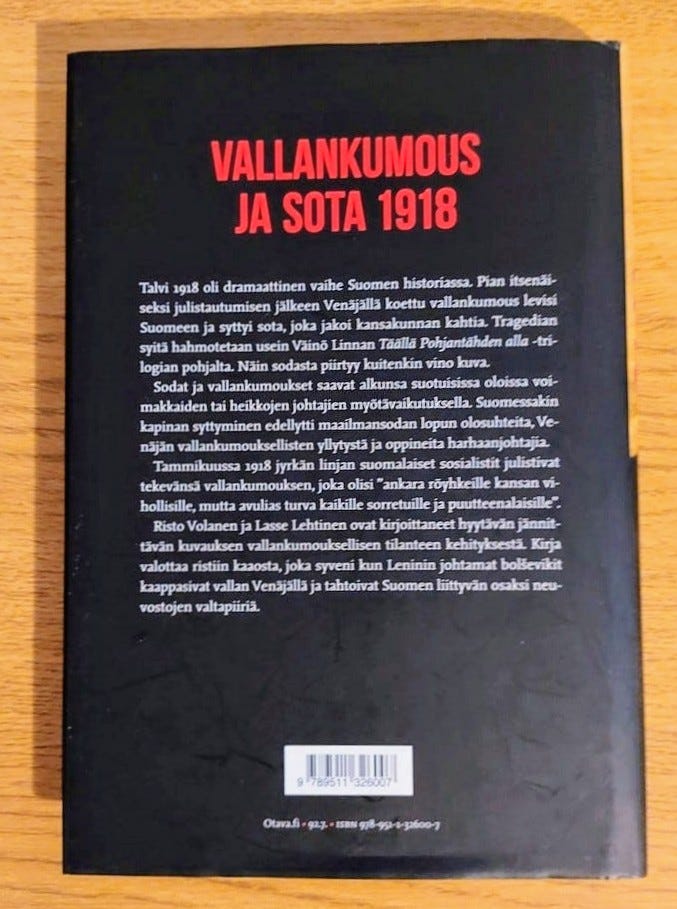 VALLANKUMOUS
JA SOTA 1918
Talvi 1918 oli dramaattinen vaihe Suomen historiassa. Pian itsenäi-
seksi julistautumisen jälkeen Venäjällä koettu vallankumous levisi
Suomeen ja syttyi sota, joka jakoi kansakunnan kahtia. Tragedian
syitä hahmotetaan usein Väinö Linnan Täällä Pohjantähden alla -tri-
logian pohjalta. Näin sodasta piirtyy kuitenkin vino kuva.
Sodat ja vallankumoukset saavat alkunsa suotuisissa oloissa voi-
makkaiden tai heikkojen johtajien myötävaikutuksella. Suomessakin
kapinan syttyminen edellytti maailmansodan lopun olosuhteita, Ve-
näjän vallankumouksellisten yllytystä ja oppineita harhaanjohtajia.
Tammikuussa 1918 jyrkän linjan suomalaiset sosialistit julistivat
tekevänsä vallankumouksen, joka olisi ”ankara röyhkeille kansan vi-
hollisille, mutta avulias turva kaikille sorretuille ja puutteenalaisille”.
Risto Volanen ja Lasse Lehtinen ovat kirjoittaneet hyytävän jännit-
tävän kuvauksen vallankumouksellisen tilanteen kehityksestä. Kirja
valottaa ristiin kaaosta, joka syveni kun Leninin johtamat bolševikit
kaappasivat vallan Venäjällä ja tahtoivat Suomen liittyvän osaksi neu-
vostojen valtapiiriä.
9 789511 326007
Otava.fi • 92.7. • ISBN 978-951-1-32600-7